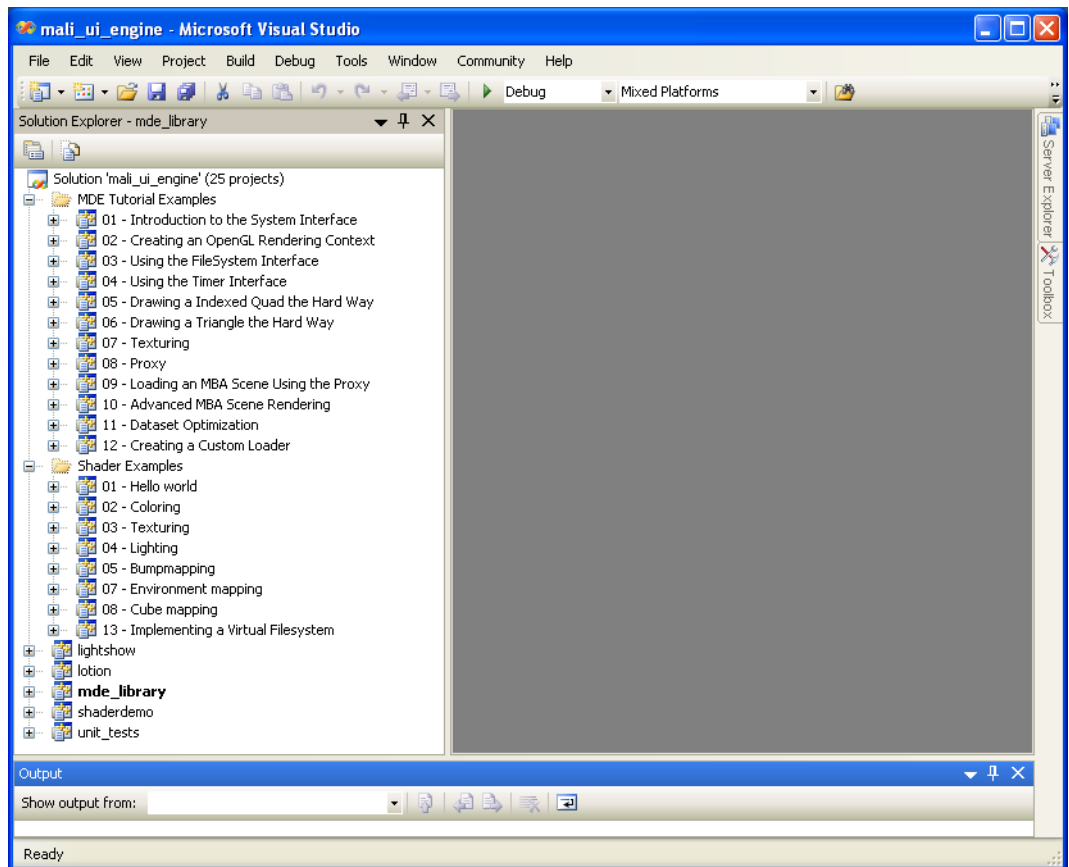 mali_ui_engine - Microsoft Visual Studio
File Edit View Project Build Debug Tools Window Community Help
Debug Mixed Platforms
Solution Explorer - mde_library
Solution 'mali_ui_engine' (25 projects)
MDE Tutorial Examples
01 - Introduction to the System Interface
02 - Creating an OpenGL Rendering Context
03 - Using the FileSystem Interface
04 - Using the Timer Interface
05 - Drawing a Indexed Quad the Hard Way
06 - Drawing a Triangle the Hard Way
07 - Texturing
08 - Proxy
09 - Loading an MBA Scene Using the Proxy
10 - Advanced MBA Scene Rendering
11 - Dataset Optimization
12 - Creating a Custom Loader
Shader Examples
01 - Hello world
02 - Coloring
03 - Texturing
04 - Lighting
05 - Bumpmapping
07 - Environment mapping
08 - Cube mapping
13 - Implementing a Virtual Filesystem
lightshow
lotion
mde_library
shaderdemo
unit_tests
Server Explorer
Toolbox
Output
Show output from:
Ready